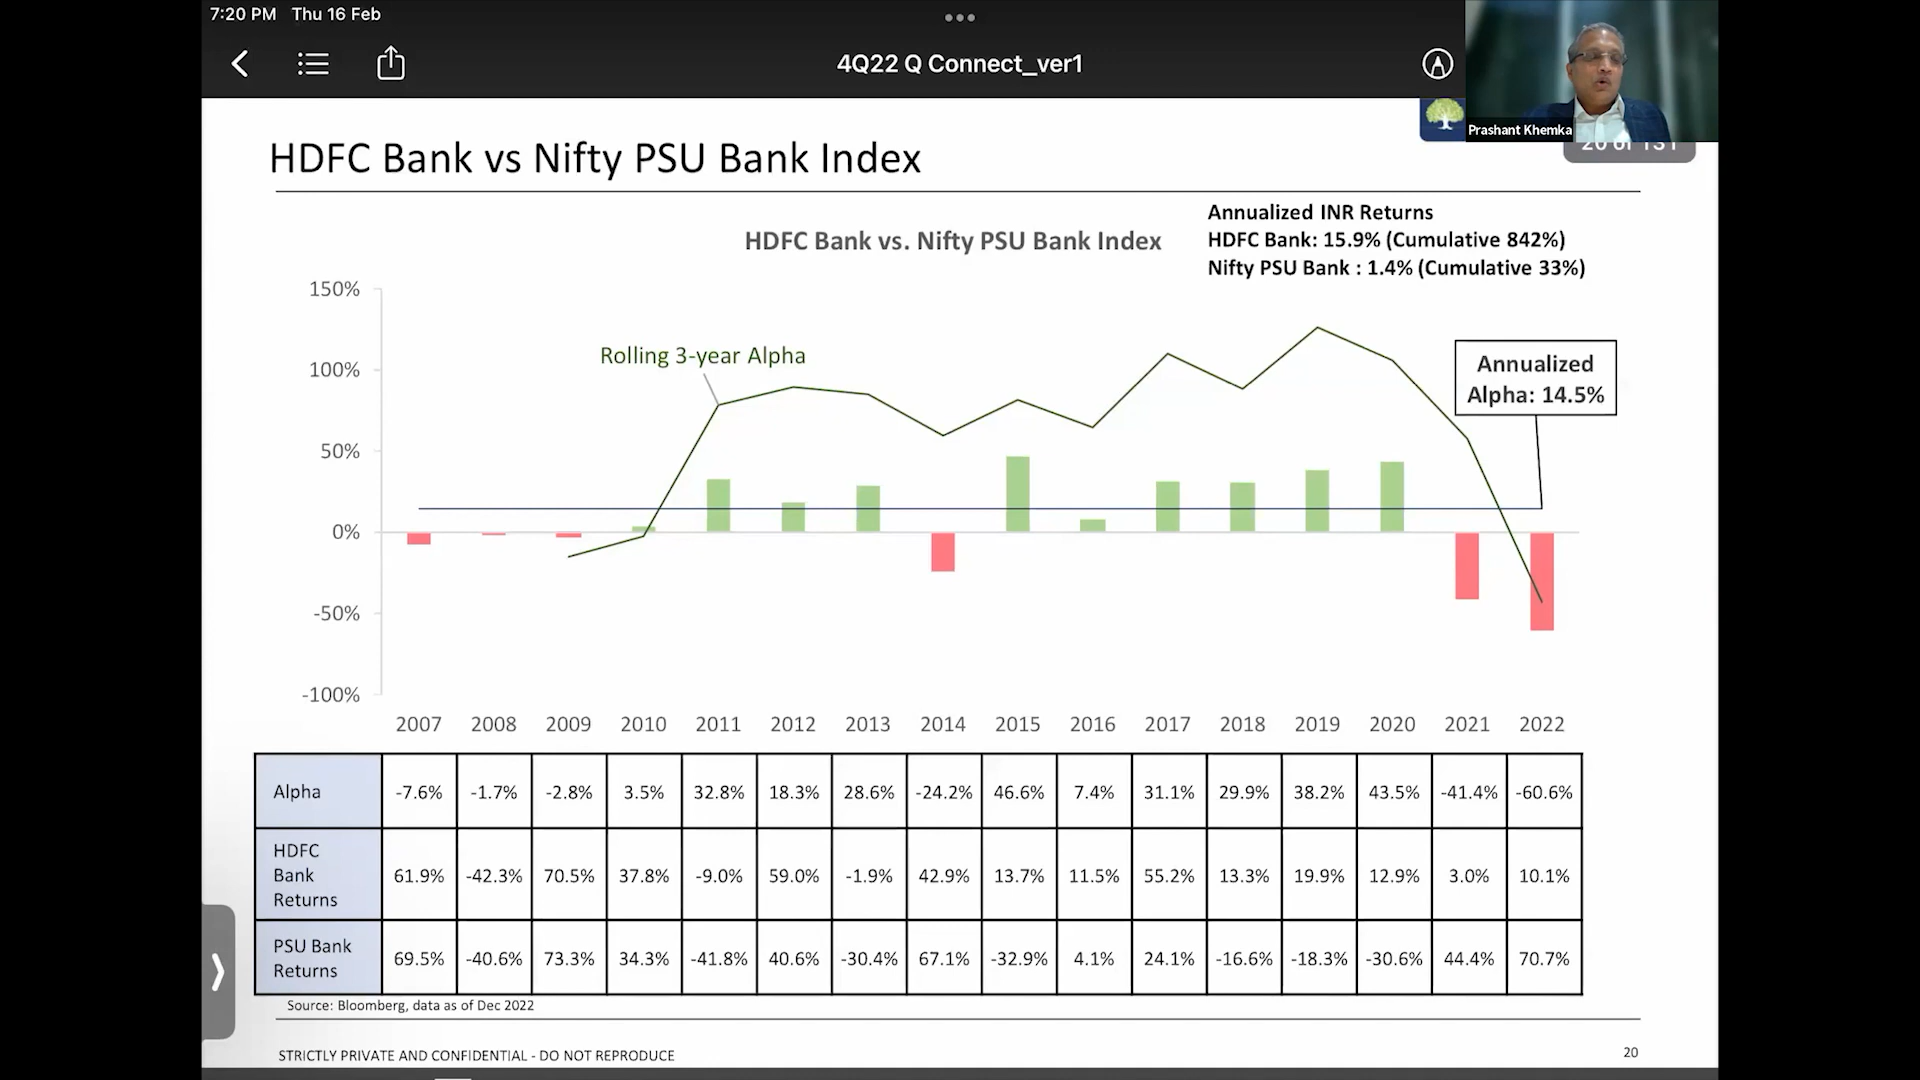 7:20 PM Thu 16 Feb
4Q22 Q Connect_ver1
Prashant Khemka
20 of 131
HDFC Bank vs Nifty PSU Bank Index
Annualized INR Returns
HDFC Bank: 15.9% (Cumulative 842%)
Nifty PSU Bank : 1.4% (Cumulative 33%)
HDFC Bank vs. Nifty PSU Bank Index
150%
100%
50%
0%
-50%
-100%
Rolling 3-year Alpha
Annualized
Alpha: 14.5%
2007 2008 2009 2010 2011 2012 2013 2014 2015 2016 2017 2018 2019 2020 2021 2022
Alpha -7.6% -1.7% -2.8% 3.5% 32.8% 18.3% 28.6% -24.2% 46.6% 7.4% 31.1% 29.9% 38.2% 43.5% -41.4% -60.6%
HDFC
Bank
Returns
61.9% -42.3% 70.5% 37.8% -9.0% 59.0% -1.9% 42.9% 13.7% 11.5% 55.2% 13.3% 19.9% 12.9% 3.0% 10.1%
PSU Bank
Returns
69.5% -40.6% 73.3% 34.3% -41.8% 40.6% -30.4% 67.1% -32.9% 4.1% 24.1% -16.6% -18.3% -30.6% 44.4% 70.7%
Source: Bloomberg, data as of Dec 2022
STRICTLY PRIVATE AND CONFIDENTIAL - DO NOT REPRODUCE
20